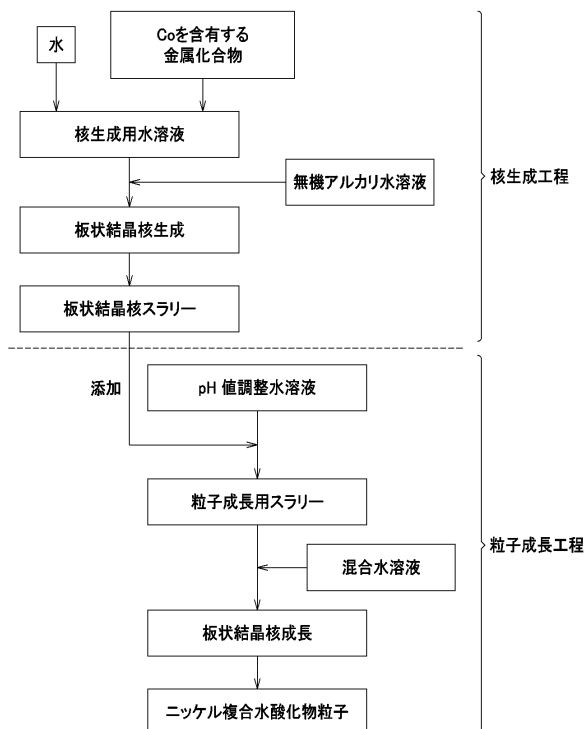 水
Coを含有する
金属化合物
核生成用水溶液
無機アルカリ水溶液
核生成工程
板状結晶核生成
板状結晶核スラリー
添加
pH 値調整水溶液
粒子成長用スラリー
粒子成長工程
混合水溶液
板状結晶核成長
ニッケル複合水酸化物粒子